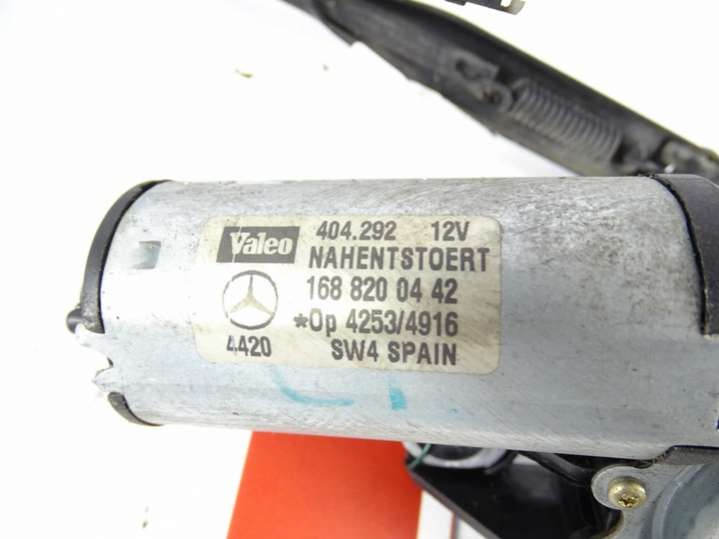 Valeo 404.292 12V
NAHENTSTOERT
168 820 04 42
*Op 4253/4916
4420 SW4 SPAIN